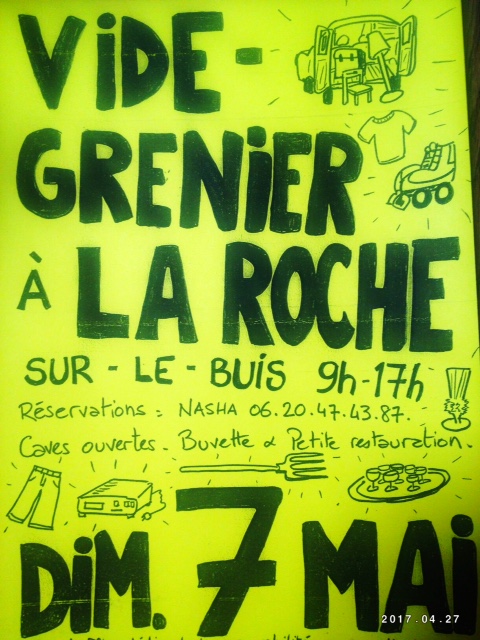 ViDE-
GRENiER
À LA ROCHE
SUR - LE - BUiS 9h-17h
Réservations : NASHA 06.20.47.43.87.
Caves ouvertes. Buvette & Petite restauration.
DiM. 7 MAi
2017.04.27